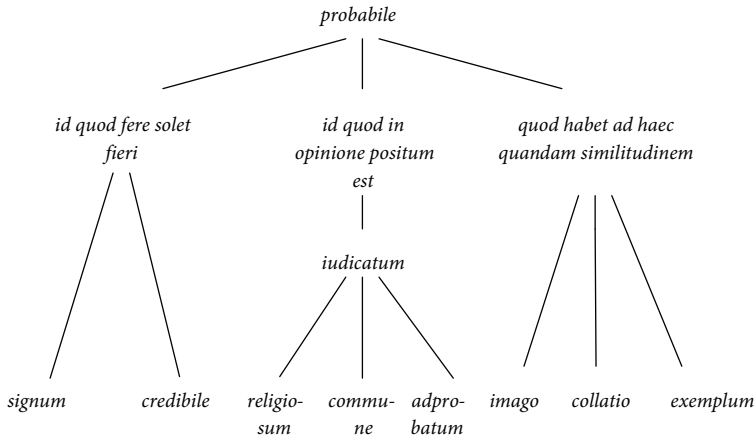 probabile
id quod fere solet
fieri
id quod in
opinione positum
est
quod habet ad haec
quandam similitudinem
iudicatum
signum
credibile
religio-
sum
commu-
ne
adpro-
batum
imago
collatio
exemplum